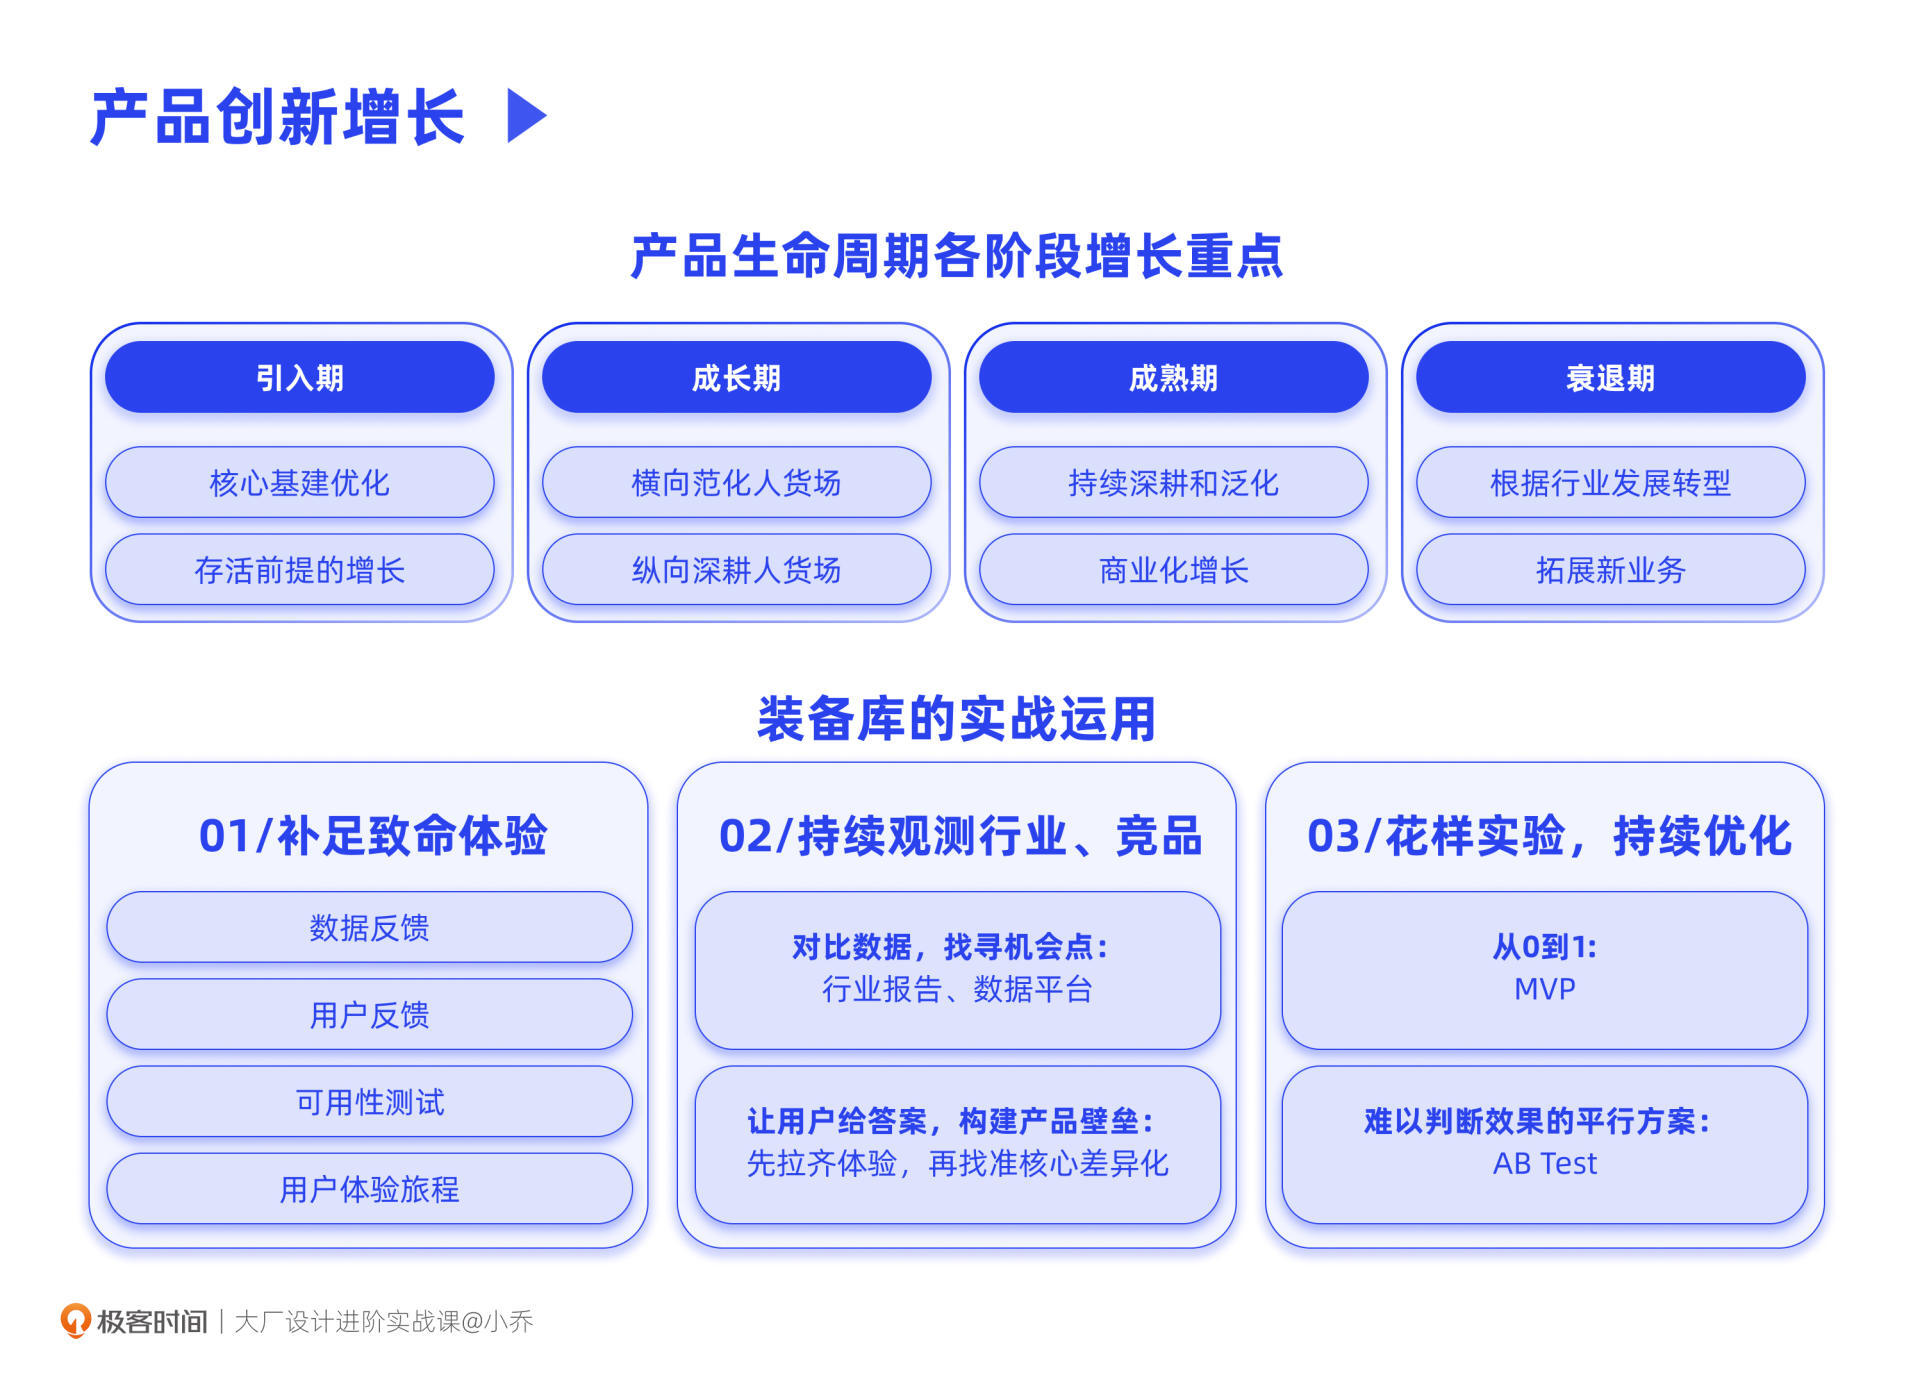 产品创新增长
产品生命周期各阶段增长重点
引入期
核心基建优化
存活前提的增长
成长期
横向范化人货场
纵向深耕人货场
成熟期
持续深耕和泛化
商业化增长
衰退期
根据行业发展转型
拓展新业务
装备库的实战运用
01/补足致命体验
数据反馈
用户反馈
可用性测试
用户体验旅程
02/持续观测行业、竞品
对比数据，找寻机会点：
行业报告、数据平台
让用户给答案，构建产品壁垒：
先拉齐体验，再找准核心差异化
03/花样实验，持续优化
从0到1:
MVP
难以判断效果的平行方案：
AB Test
极客时间 | 大厂设计进阶实战课@小乔